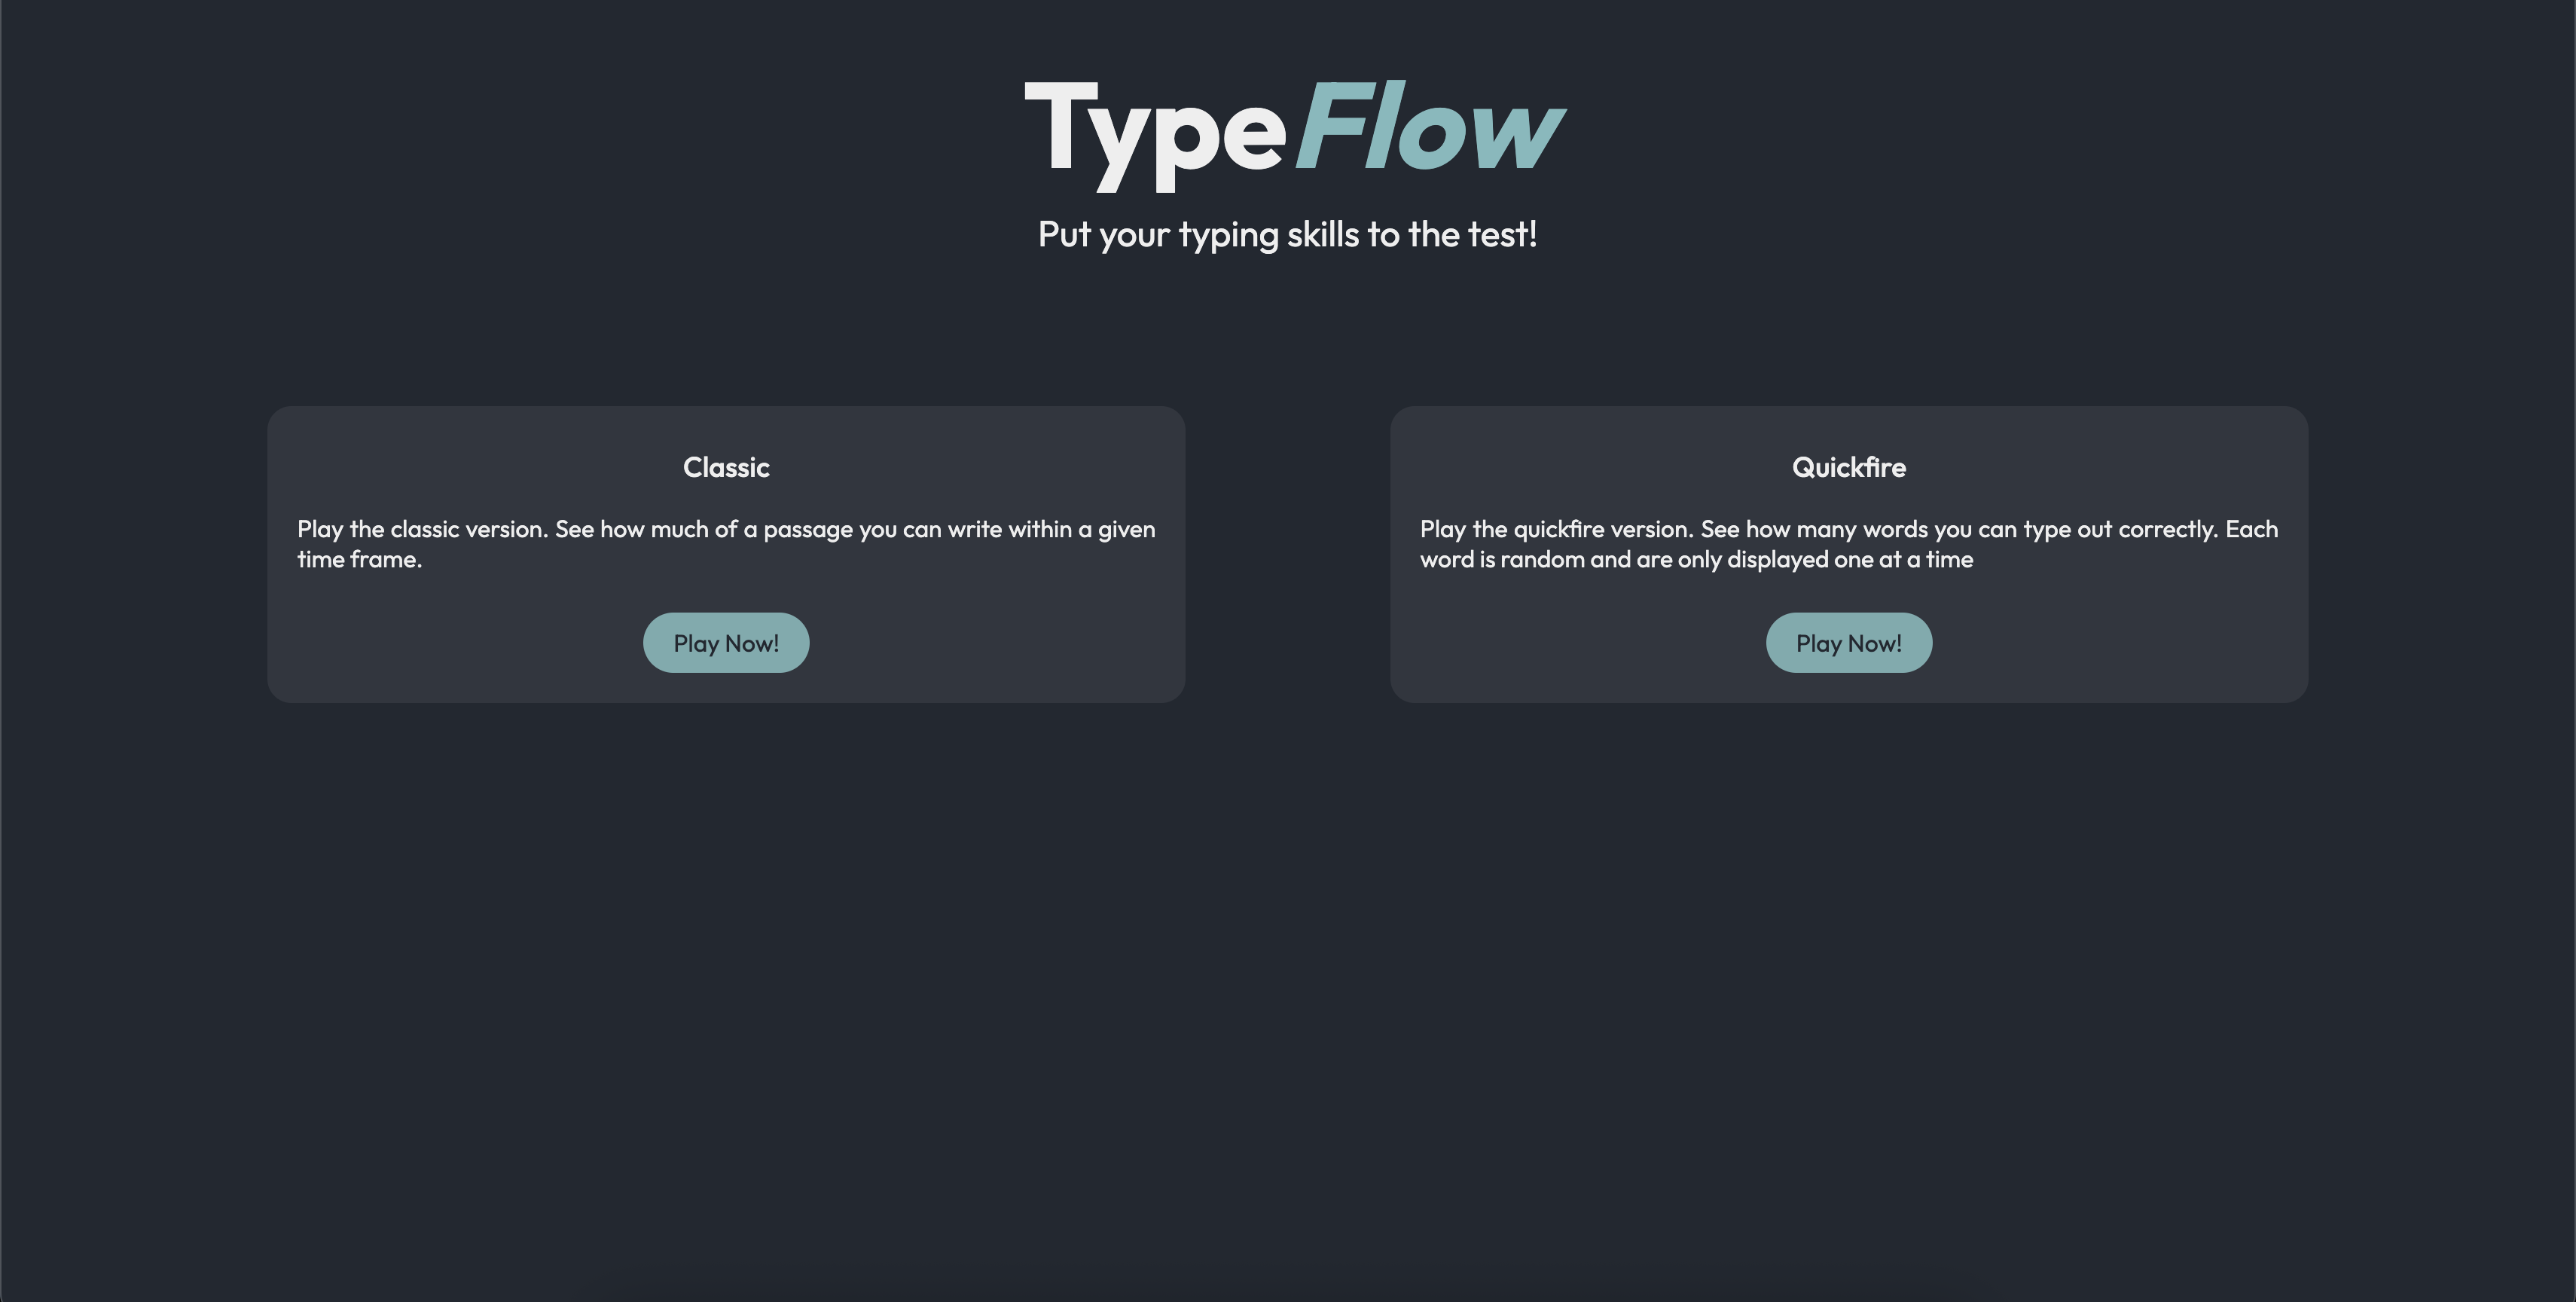 TypeFlow
Put your typing skills to the test!
Classic
Play the classic version. See how much of a passage you can write within a given
time frame.
Play Now!
Quickfire
Play the quickfire version. See how many words you can type out correctly. Each
word is random and are only displayed one at a time
Play Now!